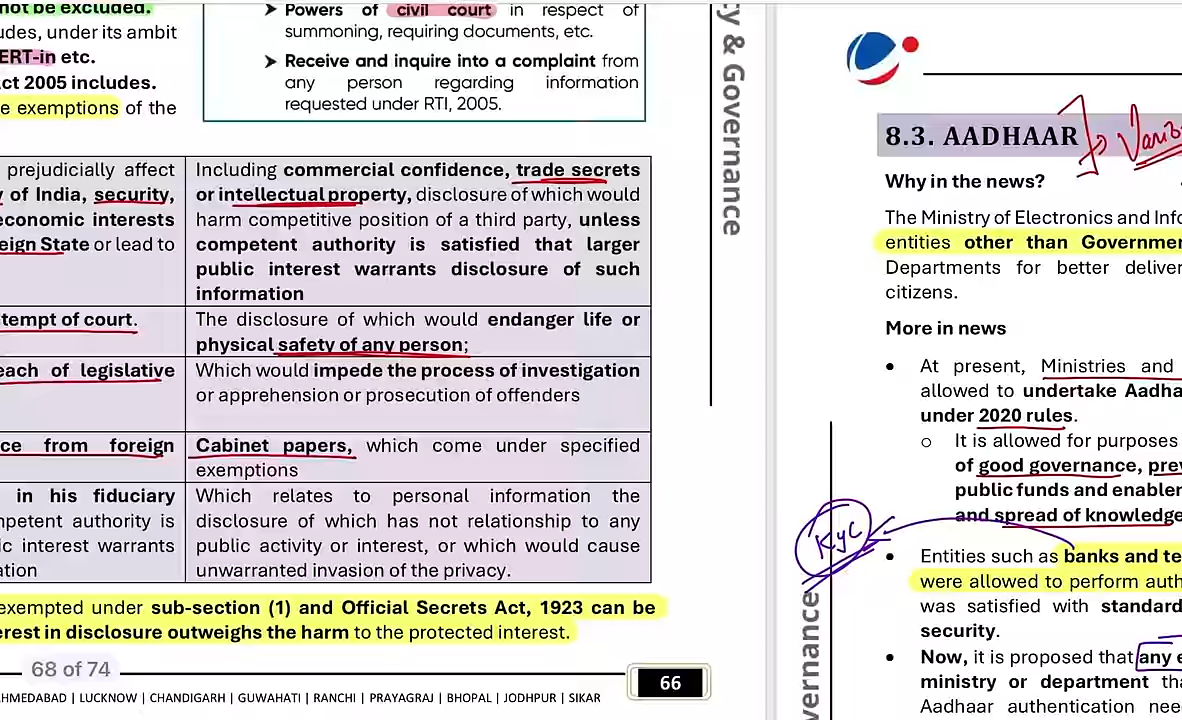 not be excluded.
udes, under its ambit
ERT-in etc.
ct 2005 includes.
e exemptions of the
➤ Powers of civil court in respect of
summoning, requiring documents, etc.
➤ Receive and inquire into a complaint from
any person regarding information
requested under RTI, 2005.
prejudicially affect
y of India, security,
economic interests
eign State or lead to
Including commercial confidence, trade secrets
or intellectual property, disclosure of which would
harm competitive position of a third party, unless
competent authority is satisfied that larger
public interest warrants disclosure of such
information
tempt of court.
The disclosure of which would endanger life or
physical safety of any person;
each of legislative
Which would impede the process of investigation
or apprehension or prosecution of offenders
ce from foreign
Cabinet papers, which come under specified
exemptions
in his fiduciary
mpetent authority is
ic interest warrants
ation
Which relates to personal information the
disclosure of which has not relationship to any
public activity or interest, or which would cause
unwarranted invasion of the privacy.
exempted under sub-section (1) and Official Secrets Act, 1923 can be
erest in disclosure outweighs the harm to the protected interest.
68 of 74
66
AHMEDABAD | LUCKNOW | CHANDIGARH | GUWAHATI | RANCHI | PRAYAGRAJ | BHOPAL | JODHPUR | SIKAR
cy & Governance
8.3. AADHAAR
Why in the news?
The Ministry of Electronics and Info
entities other than Governmen
Departments for better deliver
citizens.
More in news
• At present, Ministries and
allowed to undertake Aadha
under 2020 rules.
o It is allowed for purposes
of good governance, prev
public funds and enablem
and spread of knowledge
KYC
• Entities such as banks and te
were allowed to perform auth
was satisfied with standard
security.
• Now, it is proposed that any e
ministry or department tha
Aadhaar authentication nee
vernance